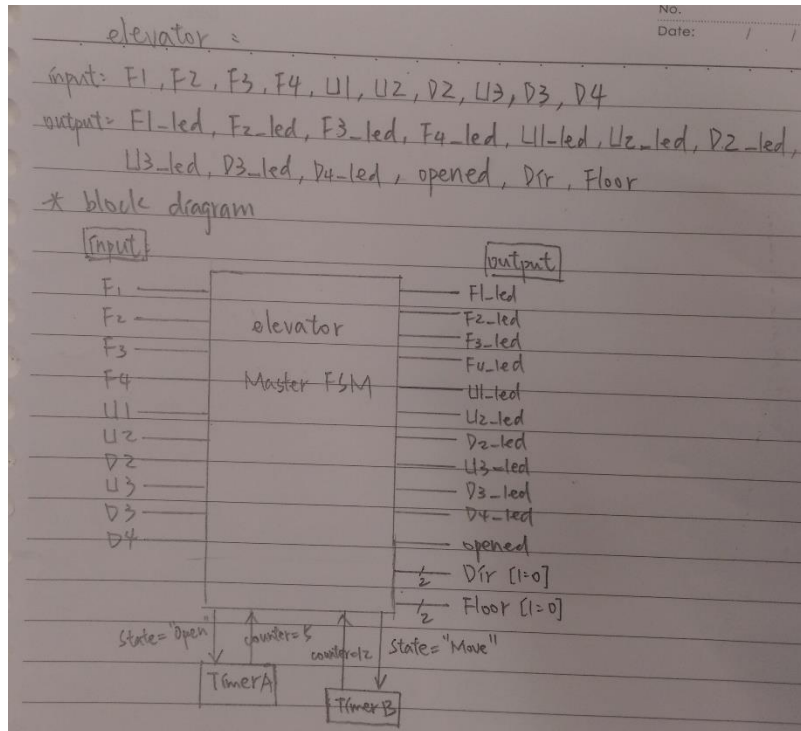 No.
Date: / /
elevator :
input: F1, F2, F3, F4, U1, U2, D2, U3, D3, D4
output: F1_led, F2_led, F3_led, F4_led, U1_led, U2_led, D2_led,
U3_led, D3_led, D4_led, opened, Dir, Floor
* block diagram
input
output
F1
F2
F3
F4
U1
U2
D2
U3
D3
D4
elevator
Master FSM
F1_led
F2_led
F3_led
F4_led
U1_led
U2_led
D2_led
U3_led
D3_led
D4_led
opened
2 Dir [1:0]
2 Floor [1:0]
State="Open"
counter=5
counter=12
State="Move"
TimerA
TimerB